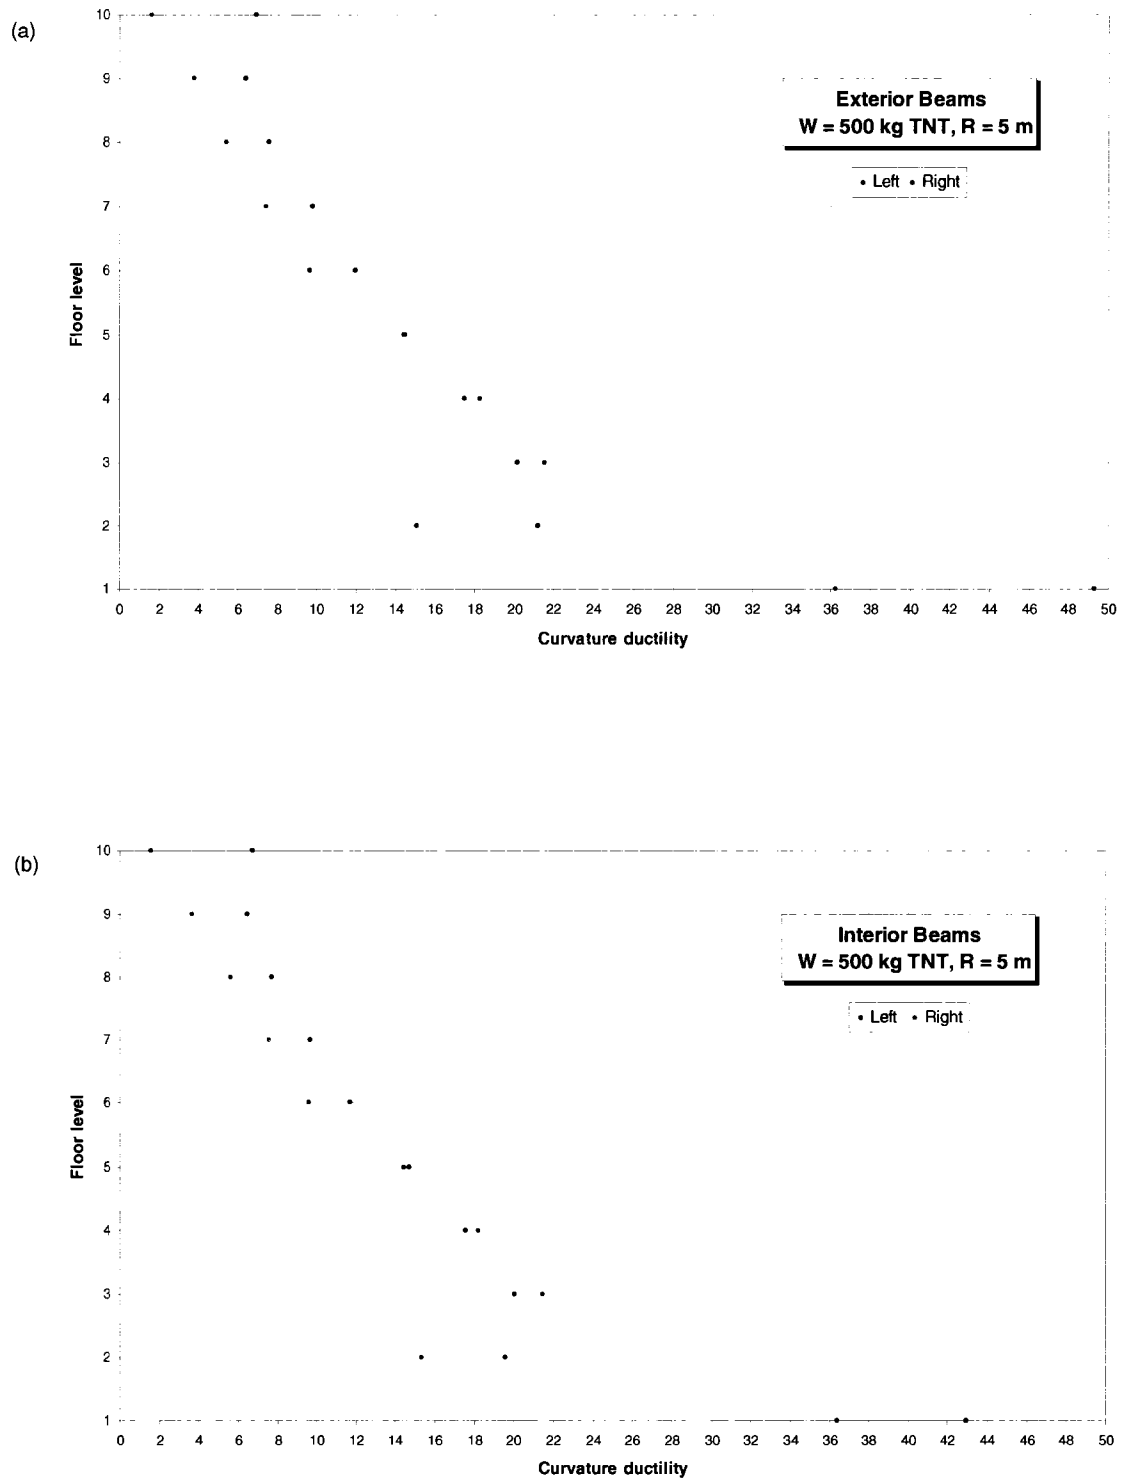 (a)
10
9
8
7
6
5
4
3
2
1
Floor level
Exterior Beams
W = 500 kg TNT, R = 5 m
• Left • Right
0 2 4 6 8 10 12 14 16 18 20 22 24 26 28 30 32 34 36 38 40 42 44 46 48 50
Curvature ductility
(b)
10
9
8
7
6
5
4
3
2
1
Floor level
Interior Beams
W = 500 kg TNT, R = 5 m
• Left • Right
0 2 4 6 8 10 12 14 16 18 20 22 24 26 28 30 32 34 36 38 40 42 44 46 48 50
Curvature ductility